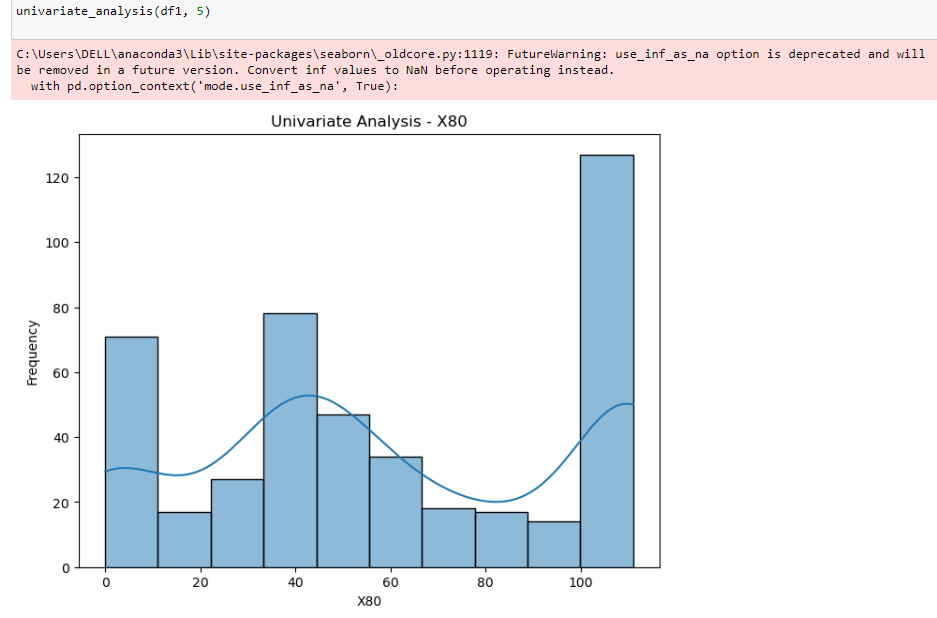 univariate_analysis(df1, 5)
C:\Users\DELL\anaconda3\Lib\site-packages\seaborn\_oldcore.py:1119: FutureWarning: use_inf_as_na option is deprecated and will
be removed in a future version. Convert inf values to NaN before operating instead.
  with pd.option_context('mode.use_inf_as_na', True):
Univariate Analysis - X80
120
100
80
60
40
20
0
Frequency
0 20 40 60 80 100
X80